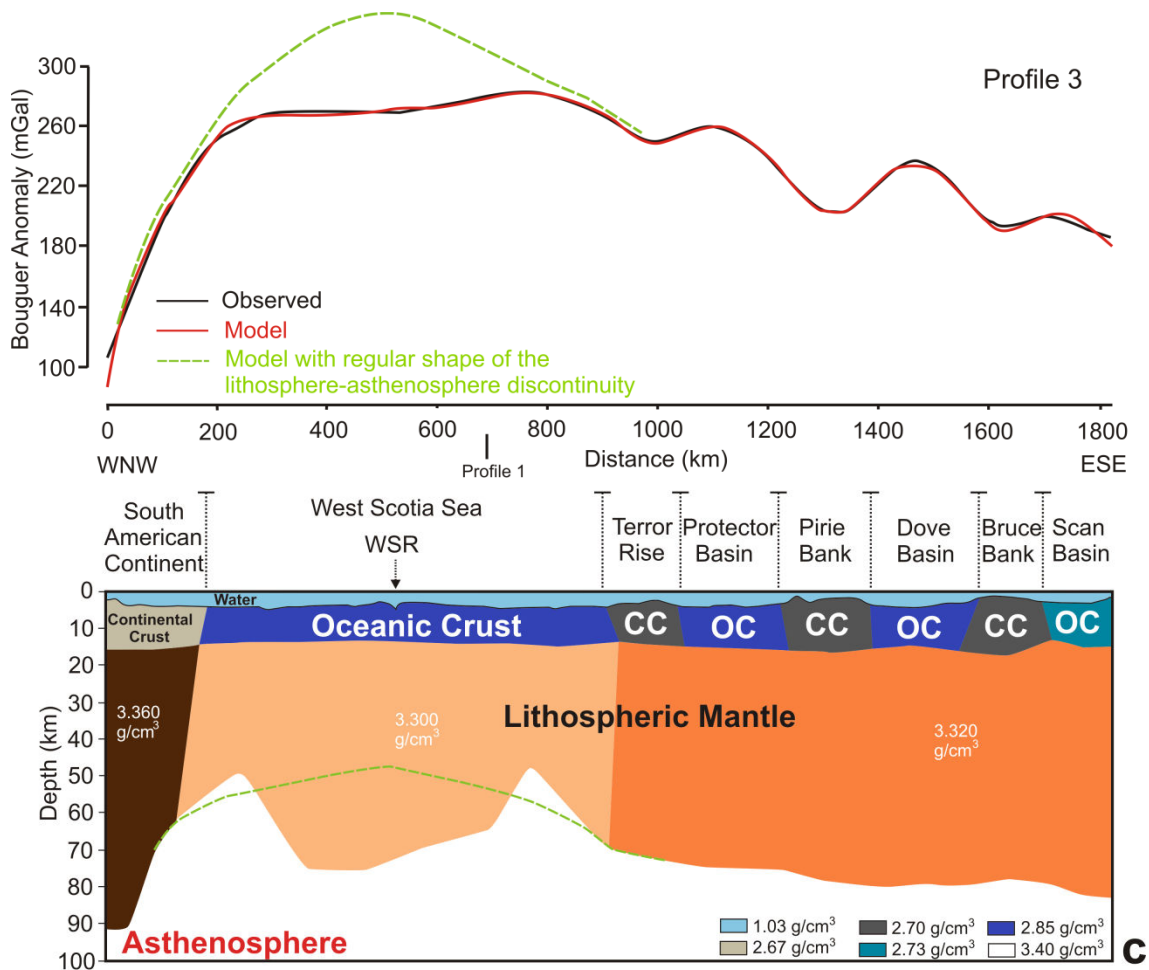 Profile 3
Bouguer Anomaly (mGal)
300
260
220
180
140
100
Observed
Model
Model with regular shape of the
lithosphere-asthenosphere discontinuity
0 200 400 600 800 1000 1200 1400 1600 1800
WNW Distance (km) ESE
Profile 1
South
American
Continent
West Scotia Sea
WSR
Terror
Rise
Protector
Basin
Pirie
Bank
Dove
Basin
Bruce
Bank
Scan
Basin
Depth (km)
0
10
20
30
40
50
60
70
80
90
100
Water
Continental
Crust
Oceanic Crust
CC
OC
CC
OC
CC
OC
3.360
g/cm³
3.300
g/cm³
Lithospheric Mantle
3.320
g/cm³
Asthenosphere
1.03 g/cm³ 2.70 g/cm³ 2.85 g/cm³
2.67 g/cm³ 2.73 g/cm³ 3.40 g/cm³
c